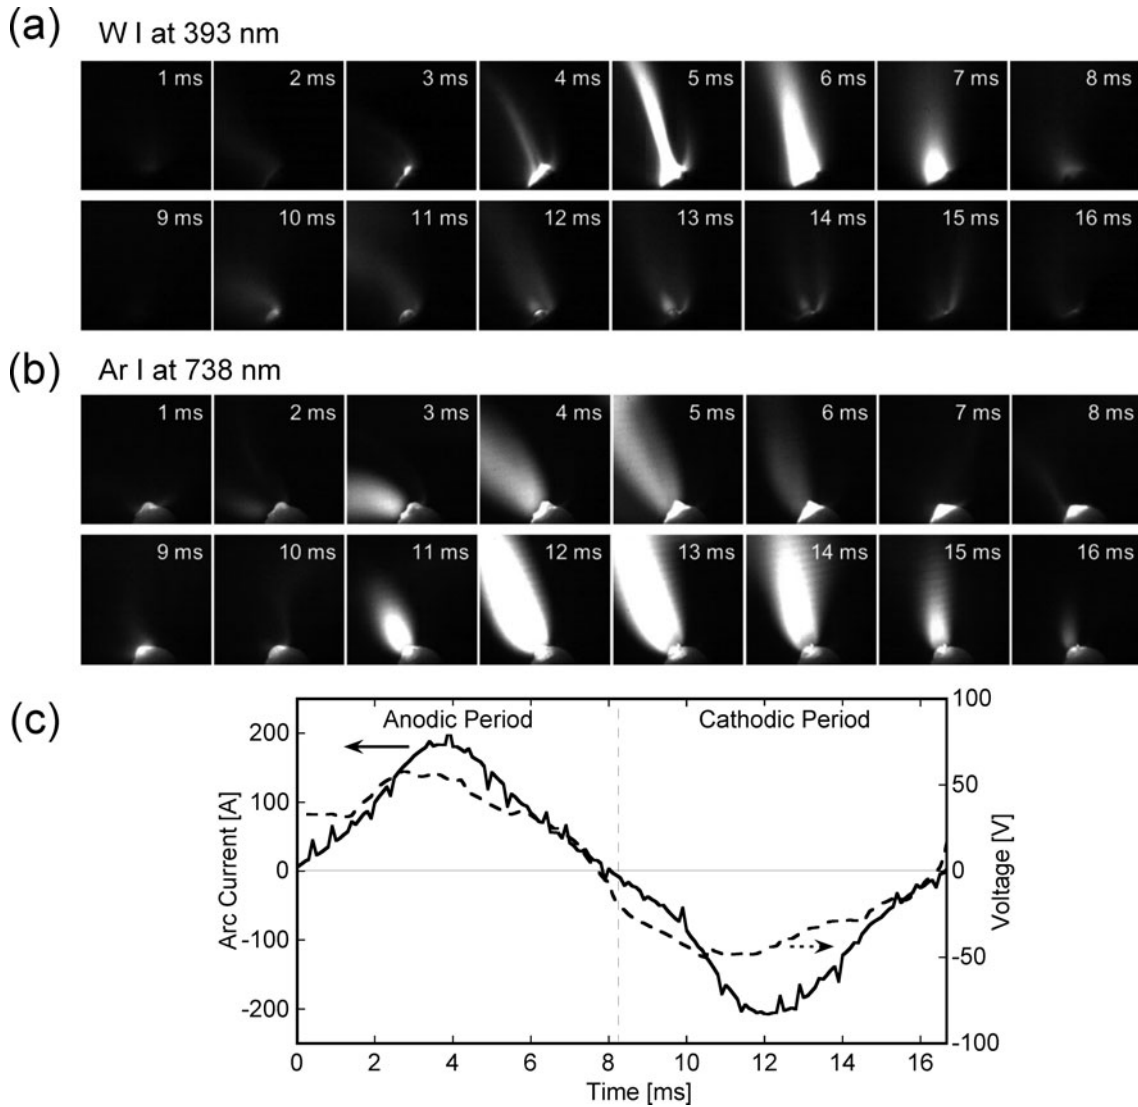 (a) W I at 393 nm
1 ms 2 ms 3 ms 4 ms 5 ms 6 ms 7 ms 8 ms
9 ms 10 ms 11 ms 12 ms 13 ms 14 ms 15 ms 16 ms
(b) Ar I at 738 nm
1 ms 2 ms 3 ms 4 ms 5 ms 6 ms 7 ms 8 ms
9 ms 10 ms 11 ms 12 ms 13 ms 14 ms 15 ms 16 ms
(c)
Anodic Period Cathodic Period
Arc Current [A]
200
100
0
-100
-200
100
50
0
-50
-100
Voltage [V]
0 2 4 6 8 10 12 14 16
Time [ms]